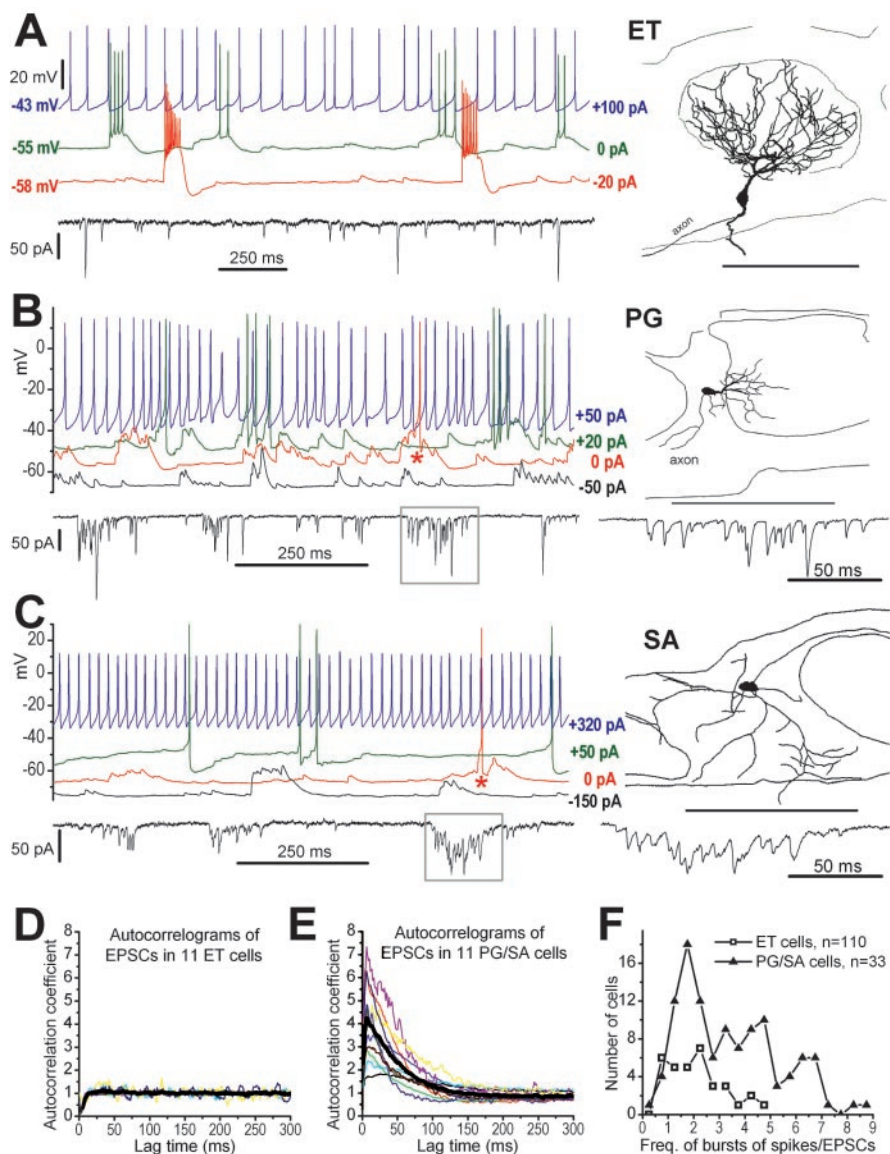 A
ET
20 mV
-43 mV
+100 pA
-55 mV
0 pA
-58 mV
-20 pA
50 pA
250 ms
axon
B
PG
mV
0
-20
-40
-60
+50 pA
+20 pA
*
0 pA
-50 pA
axon
50 pA
250 ms
50 ms
C
SA
mV
20
0
-20
-40
-60
+320 pA
+50 pA
0 pA
*
-150 pA
50 pA
250 ms
50 ms
D
Autocorrelograms of
EPSCs in 11 ET cells
Autocorrelation coefficient
8
7
6
5
4
3
2
1
0
0 50 100 150 200 250 300
Lag time (ms)
E
Autocorrelograms of
EPSCs in 11 PG/SA cells
Autocorrelation coefficient
8
7
6
5
4
3
2
1
0
0 50 100 150 200 250 300
Lag time (ms)
F
ET cells, n=110
PG/SA cells, n=33
Number of cells
16
12
8
4
0
0 1 2 3 4 5 6 7 8 9
Freq. of bursts of spikes/EPSCs